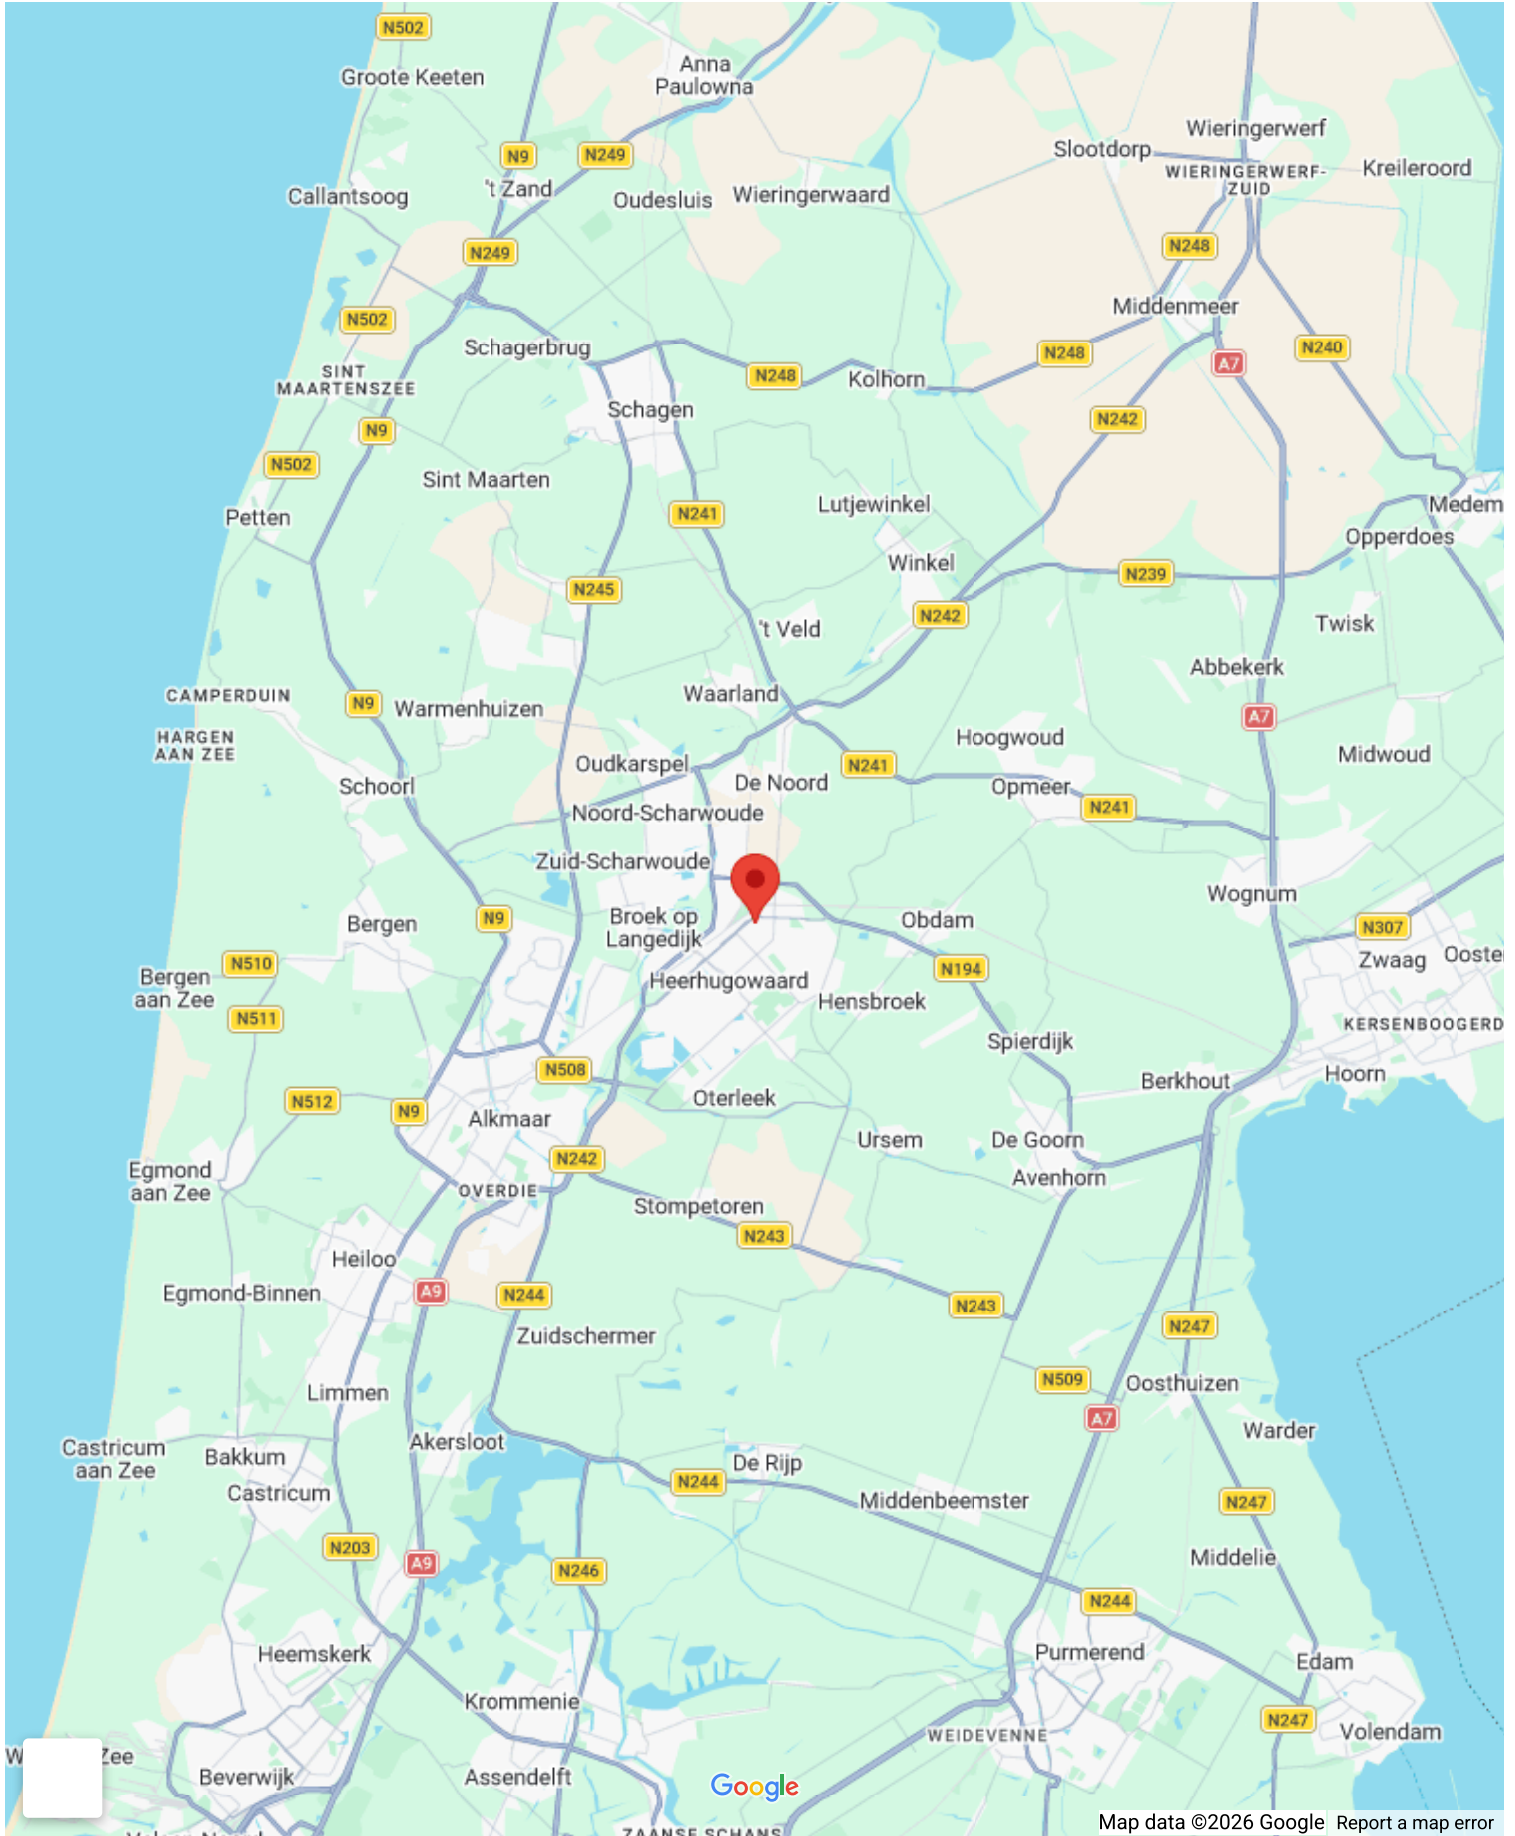 N502
Groote Keeten
Anna
Paulowna
Wieringerwerf
Slootdorp
N9
N249
WIERINGERWERF-
ZUID
Kreileroord
't Zand
Callantsoog
Oudesluis
Wieringerwaard
N249
N248
Middenmeer
N502
Schagerbrug
N248
N248
N240
A7
SINT
MAARTENSZEE
Kolhorn
Schagen
N242
N9
N502
Sint Maarten
Petten
N241
Lutjewinkel
Medem
Opperdoes
Winkel
N239
N245
N242
't Veld
Twisk
Abbekerk
CAMPERDUIN
Waarland
N9
Warmenhuizen
A7
HARGEN
AAN ZEE
Hoogwoud
Midwoud
Oudkarspel
N241
De Noord
Schoorl
Opmeer
N241
Noord-Scharwoude
Zuid-Scharwoude
Wognum
Bergen
N9
Broek op
Langedijk
Obdam
N307
Zwaag
Ooste
N510
Bergen
aan Zee
N194
Heerhugowaard
Hensbroek
N511
KERSENBOOGERD
Spierdijk
N508
Hoorn
Berkhout
N512
N9
Oterleek
Alkmaar
Ursem
De Goorn
N242
Egmond
aan Zee
Avenhorn
OVERDIE
Stompetoren
N243
Heiloo
Egmond-Binnen
A9
N244
N243
N247
Zuidschermer
N509
Oosthuizen
Limmen
A7
Warder
Castricum
aan Zee
Bakkum
Akersloot
De Rijp
N244
Castricum
Middenbeemster
N247
N203
A9
N246
Middelie
N244
Heemskerk
Purmerend
Edam
Krommenie
N247
Volendam
WEIDEVENNE
W
Zee
Beverwijk
Assendelft
Google
Map data ©2026 Google
Report a map error
ZAANSE SCHANS